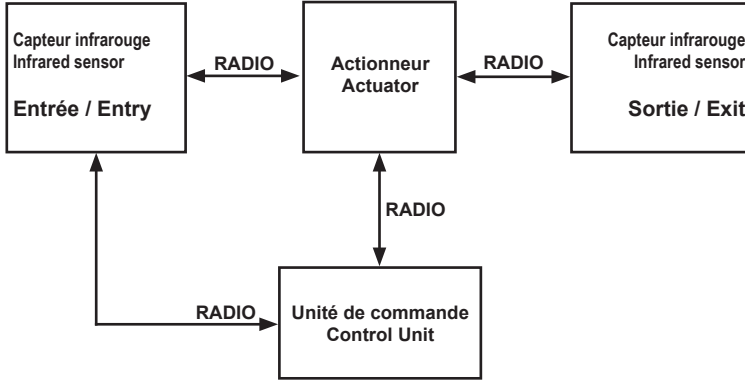 Capteur infrarouge
Infrared sensor
Entrée / Entry
RADIO
Actionneur
Actuator
RADIO
Capteur infrarouge
Infrared sensor
Sortie / Exit
RADIO
RADIO
Unité de commande
Control Unit